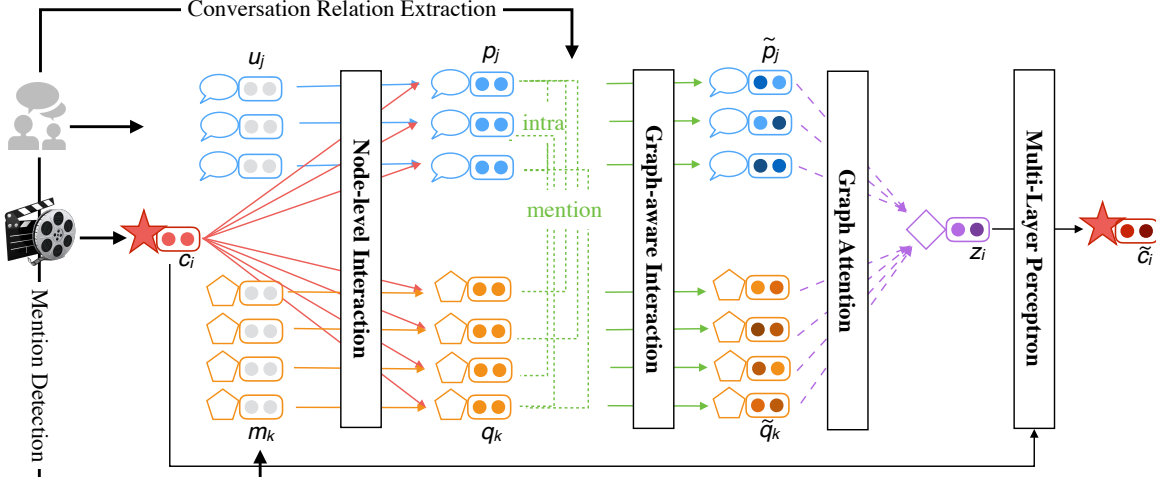 Conversation Relation Extraction
u_j
p_j
p̃_j
intra
mention
Node-level Interaction
Graph-aware Interaction
Graph Attention
Multi-Layer Perceptron
c_i
z_i
c̃_i
Mention Detection
m_k
q_k
q̃_k